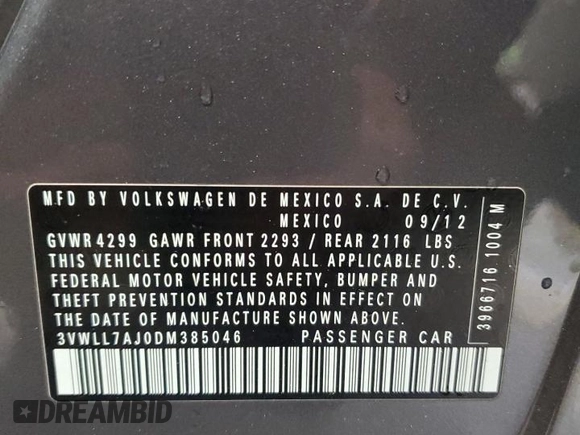 MFD BY VOLKSWAGEN DE MEXICO S.A. DE C.V.
MEXICO 09/12
GVWR 4299 GAWR FRONT 2293 / REAR 2116 LBS
THIS VEHICLE CONFORMS TO ALL APPLICABLE U.S.
FEDERAL MOTOR VEHICLE SAFETY, BUMPER AND
THEFT PREVENTION STANDARDS IN EFFECT ON
THE DATE OF MANUFACTURE SHOWN ABOVE.
3VWLL7AJ0DM385046 PASSENGER CAR
3966716 1004 M
DREAMBID